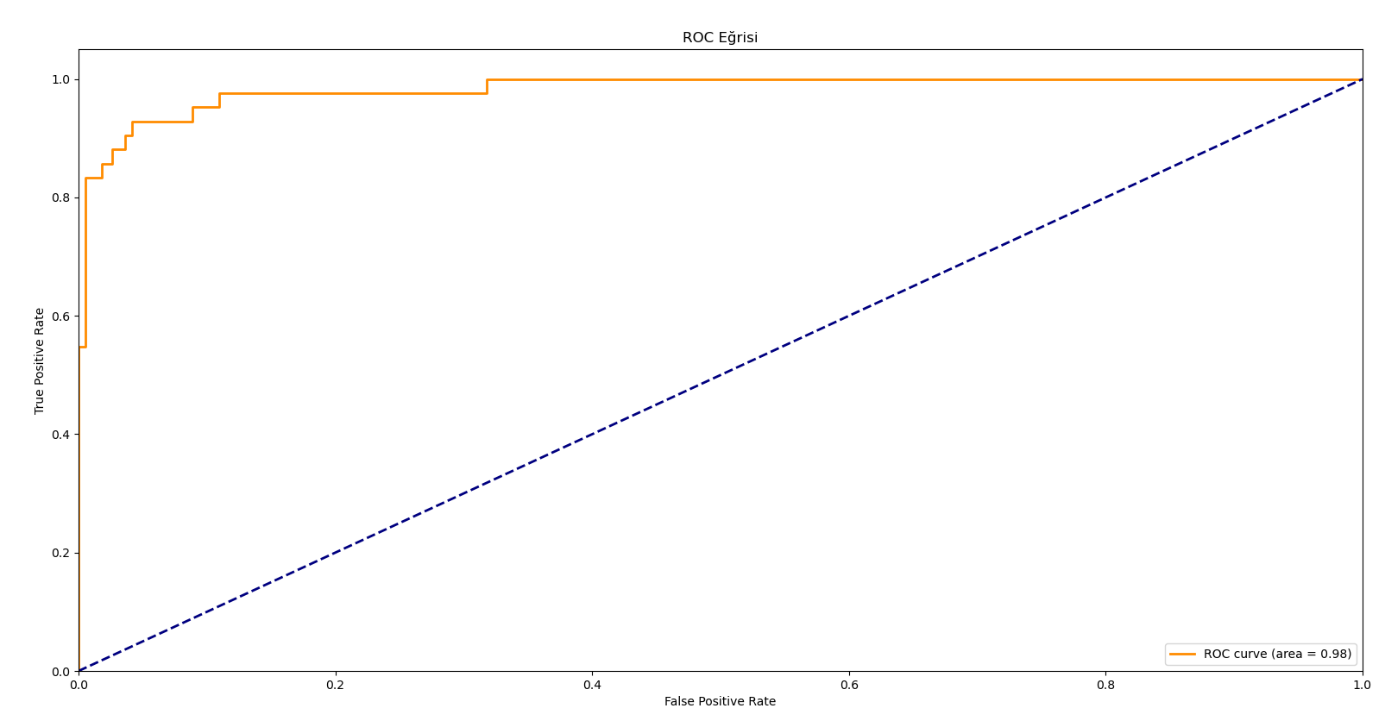 ROC Eğrisi
1.0
0.8
0.6
0.4
0.2
0.0
True Positive Rate
0.0 0.2 0.4 0.6 0.8 1.0
False Positive Rate
ROC curve (area = 0.98)